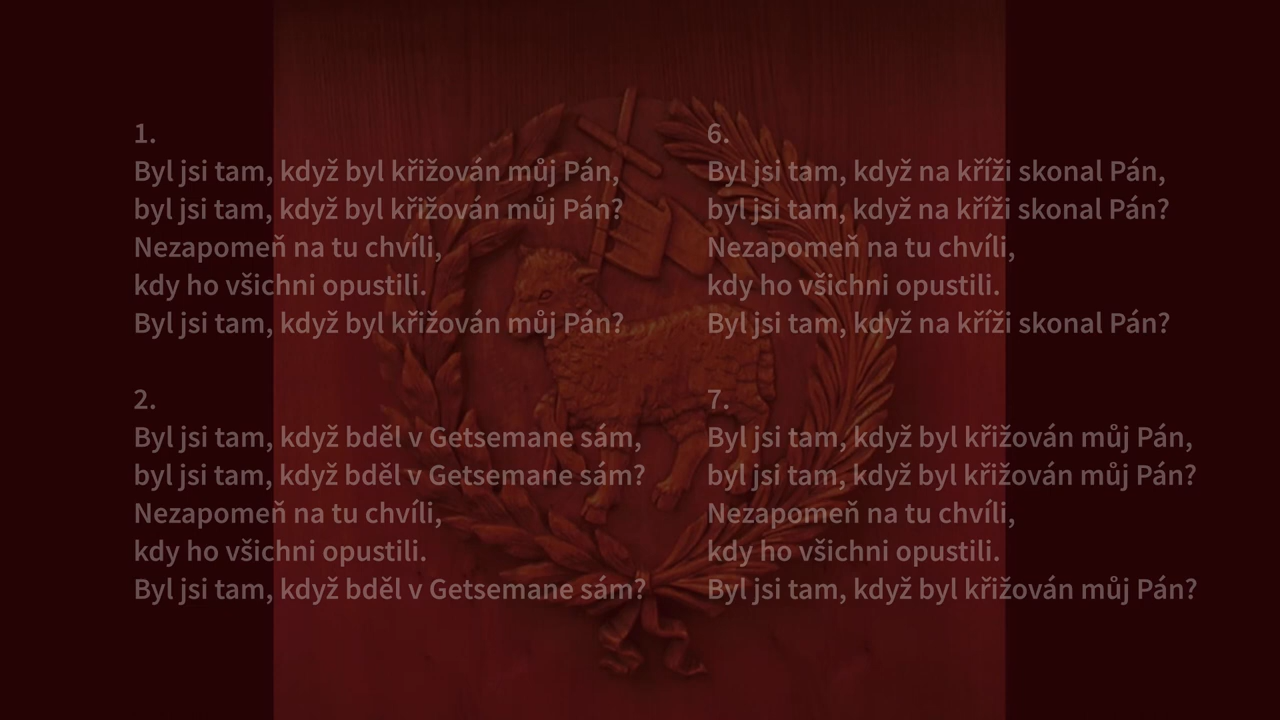 1.
Byl jsi tam, když byl křižován můj Pán,
byl jsi tam, když byl křižován můj Pán?
Nezapomeň na tu chvíli,
kdy ho všichni opustili.
Byl jsi tam, když byl křižován můj Pán?
2.
Byl jsi tam, když bděl v Getsemane sám,
byl jsi tam, když bděl v Getsemane sám?
Nezapomeň na tu chvíli,
kdy ho všichni opustili.
Byl jsi tam, když bděl v Getsemane sám?
6.
Byl jsi tam, když na kříži skonal Pán,
byl jsi tam, když na kříži skonal Pán?
Nezapomeň na tu chvíli,
kdy ho všichni opustili.
Byl jsi tam, když na kříži skonal Pán?
7.
Byl jsi tam, když byl křižován můj Pán,
byl jsi tam, když byl křižován můj Pán?
Nezapomeň na tu chvíli,
kdy ho všichni opustili.
Byl jsi tam, když byl křižován můj Pán?